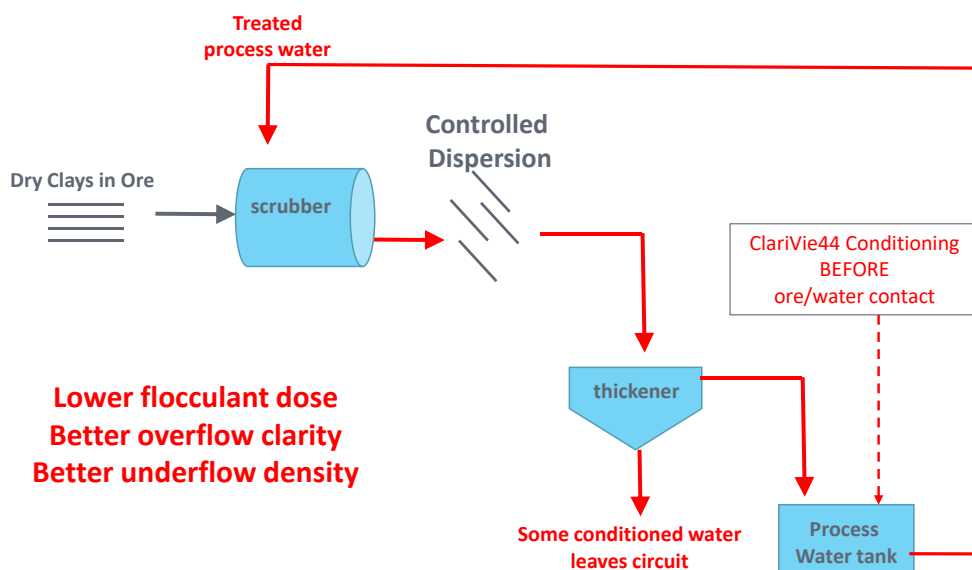 Treated
process water
Controlled
Dispersion
Dry Clays in Ore
scrubber
ClariVie44 Conditioning
BEFORE
ore/water contact
thickener
Lower flocculant dose
Better overflow clarity
Better underflow density
Some conditioned water
leaves circuit
Process
Water tank